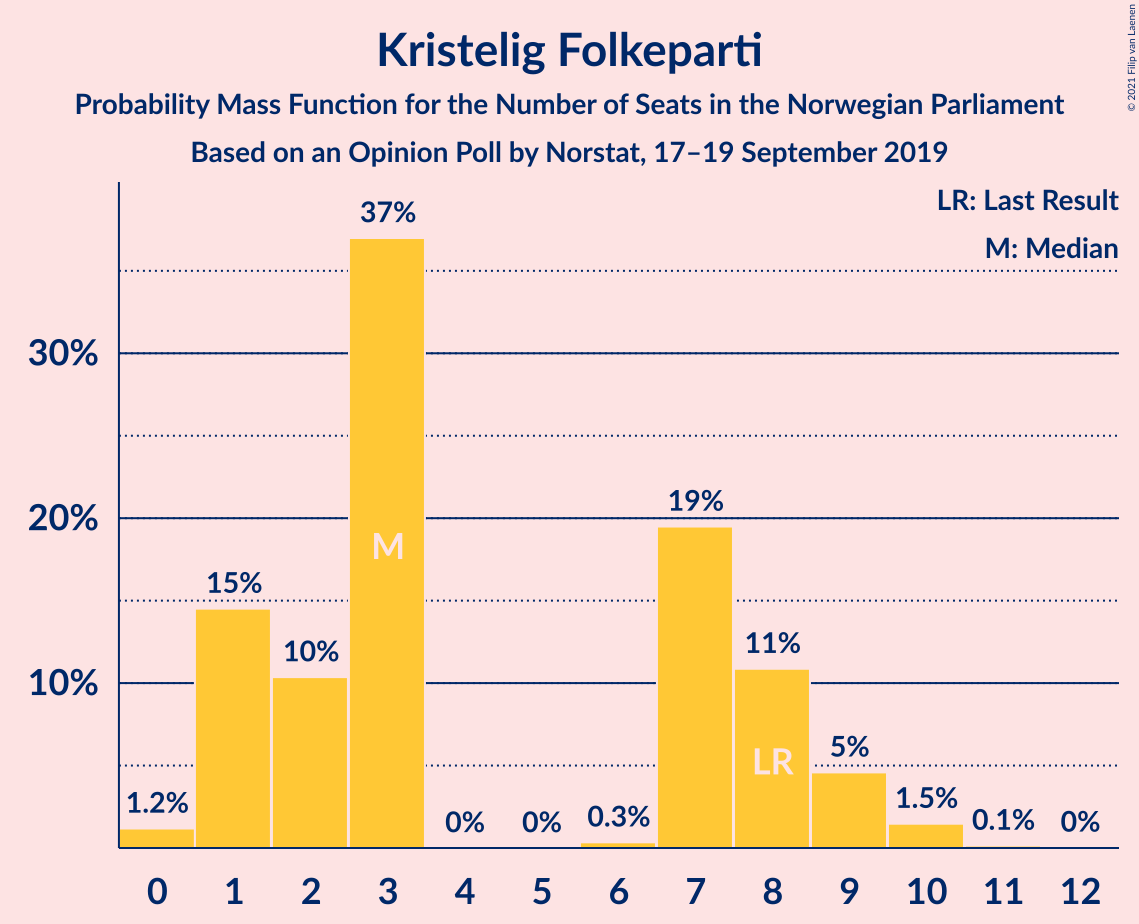 © 2021 Filip van Laenen
Kristelig Folkeparti
Probability Mass Function for the Number of Seats in the Norwegian Parliament
Based on an Opinion Poll by Norstat, 17–19 September 2019
LR: Last Result
M: Median
30%
20%
10%
1.2%
15%
10%
37%
0%
0%
0.3%
19%
11%
5%
1.5%
0.1%
0%
M
LR
0 1 2 3 4 5 6 7 8 9 10 11 12